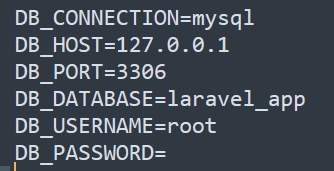 DB_CONNECTION=mysql
DB_HOST=127.0.0.1
DB_PORT=3306
DB_DATABASE=laravel_app
DB_USERNAME=root
DB_PASSWORD=